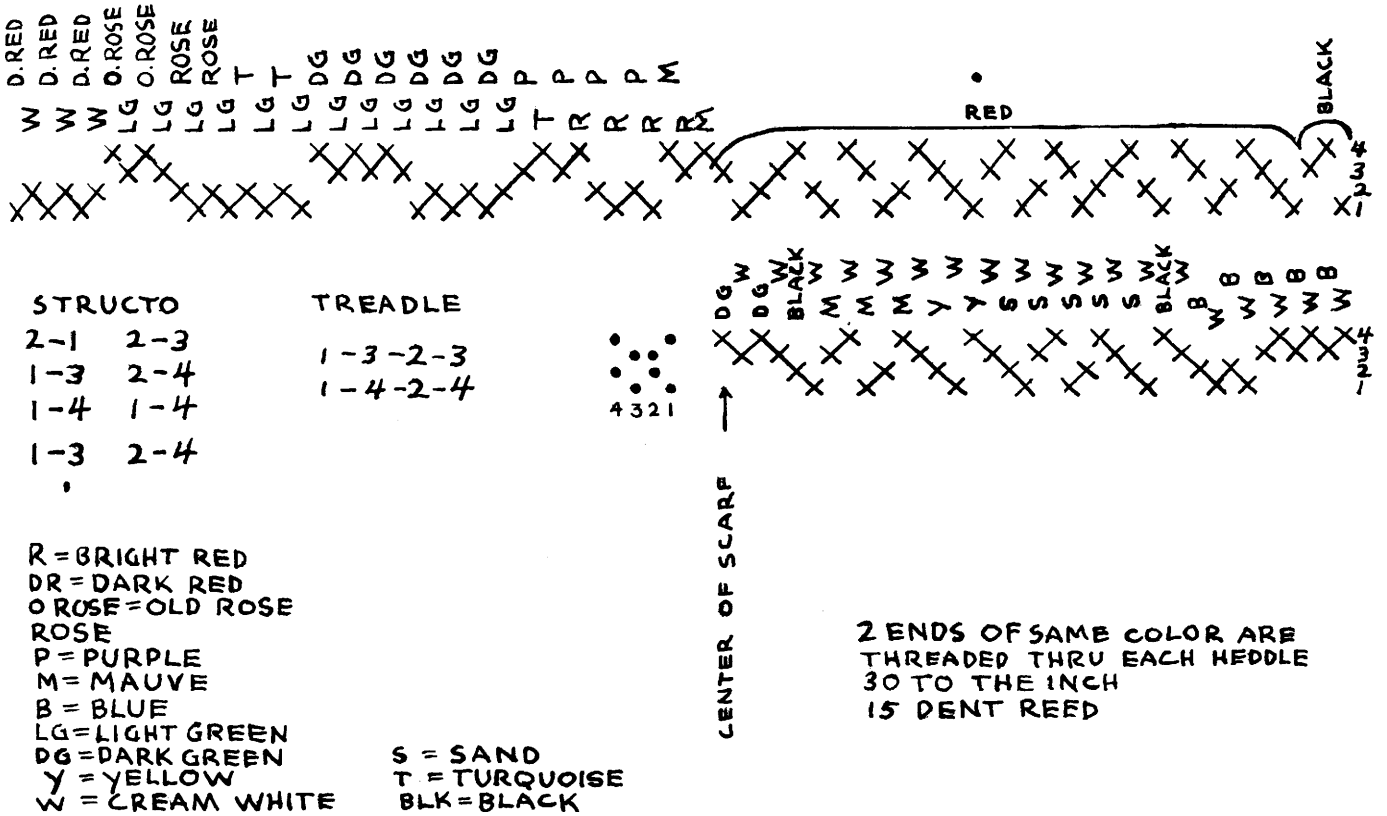 D.RED D.RED D.RED O.ROSE O.ROSE ROSE ROSE T T DG DG DG DG DG DG P P P P M
W W W LG LG LG LG LG LG LG LG LG LG LG LG T R R R R M
RED
BLACK
4
3
2
1
W W W W W W W W W W W W W B B B B
DG DG BLACK M M M Y Y S S S S S BLACK B W W W W W
4
3
2
1
STRUCTO
2-1 2-3
1-3 2-4
1-4 1-4
1-3 2-4
TREADLE
1-3-2-3
1-4-2-4
4321
CENTER OF SCARF
R = BRIGHT RED
DR = DARK RED
O ROSE = OLD ROSE
ROSE
P = PURPLE
M = MAUVE
B = BLUE
LG = LIGHT GREEN
DG = DARK GREEN
Y = YELLOW
W = CREAM WHITE
S = SAND
T = TURQUOISE
BLK = BLACK
2 ENDS OF SAME COLOR ARE
THREADED THRU EACH HEDDLE
30 TO THE INCH
15 DENT REED